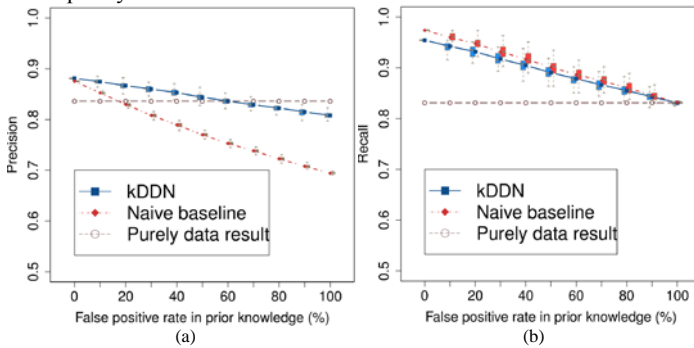 1.0
0.9
0.8
0.7
0.6
0.5
Precision
kDDN
Naive baseline
Purely data result
0 20 40 60 80 100
False positive rate in prior knowledge (%)
(a)
1.0
0.9
0.8
0.7
0.6
0.5
Recall
kDDN
Naive baseline
Purely data result
0 20 40 60 80 100
False positive rate in prior knowledge (%)
(b)